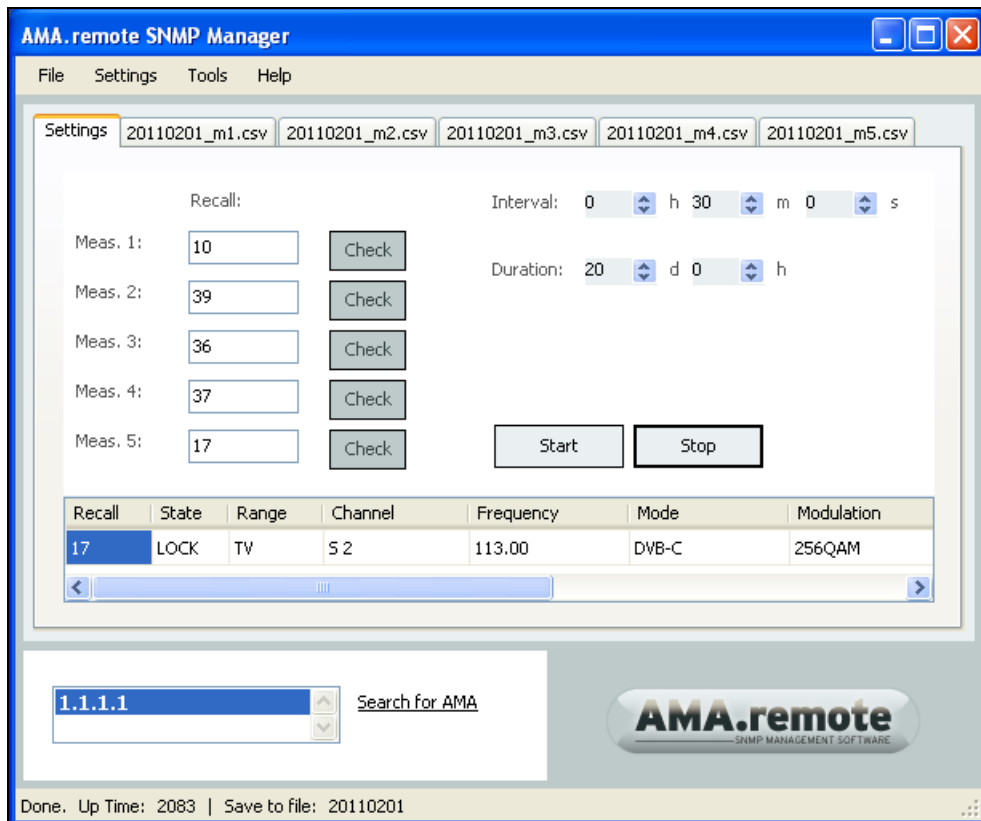 AMA.remote SNMP Manager
File Settings Tools Help
Settings 20110201_m1.csv 20110201_m2.csv 20110201_m3.csv 20110201_m4.csv 20110201_m5.csv
Recall: Interval: 0 h 30 m 0 s
Meas. 1: 10 Check
Duration: 20 d 0 h
Meas. 2: 39 Check
Meas. 3: 36 Check
Meas. 4: 37 Check
Meas. 5: 17 Check Start Stop
Recall State Range Channel Frequency Mode Modulation
17 LOCK TV S 2 113.00 DVB-C 256QAM
1.1.1.1 Search for AMA
AMA.remote
SNMP MANAGEMENT SOFTWARE
Done. Up Time: 2083 | Save to file: 20110201